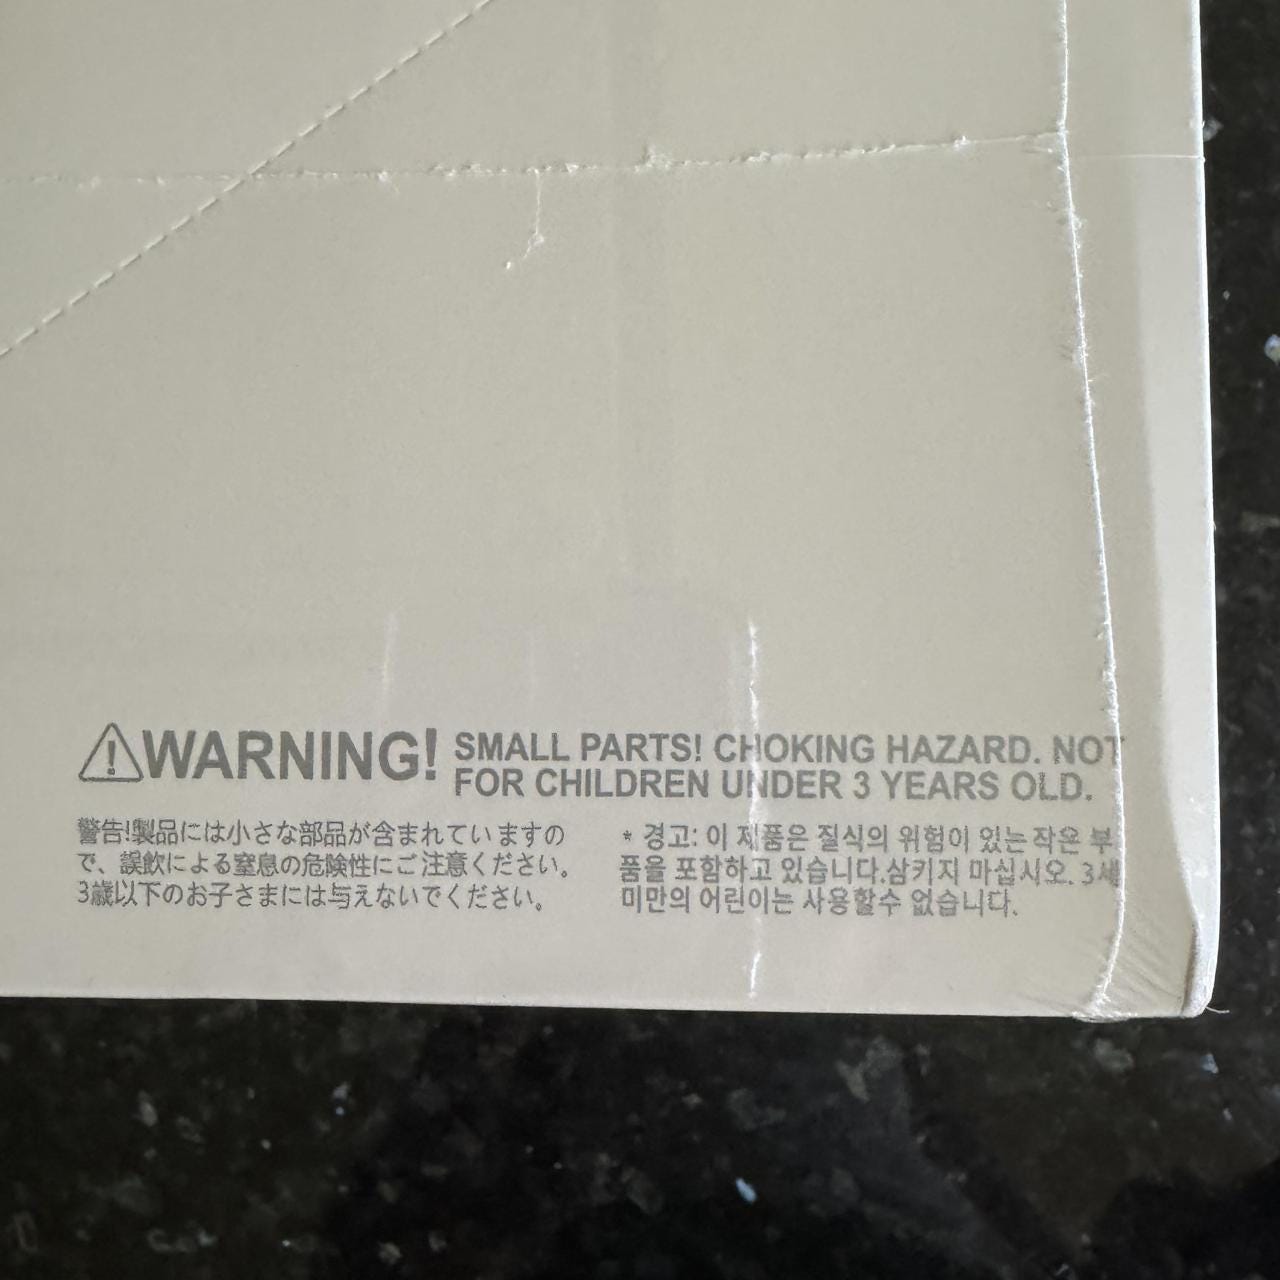 WARNING!
SMALL PARTS! CHOKING HAZARD. NOT
FOR CHILDREN UNDER 3 YEARS OLD.
警告!製品には小さな部品が含まれていますの
で、誤飲による窒息の危険性にご注意ください。
3歳以下のお子さまには与えないでください。
* 경고: 이 제품은 질식의 위험이 있는 작은 부
품을 포함하고 있습니다.삼키지 마십시오. 3세
미만의 어린이는 사용할수 없습니다.